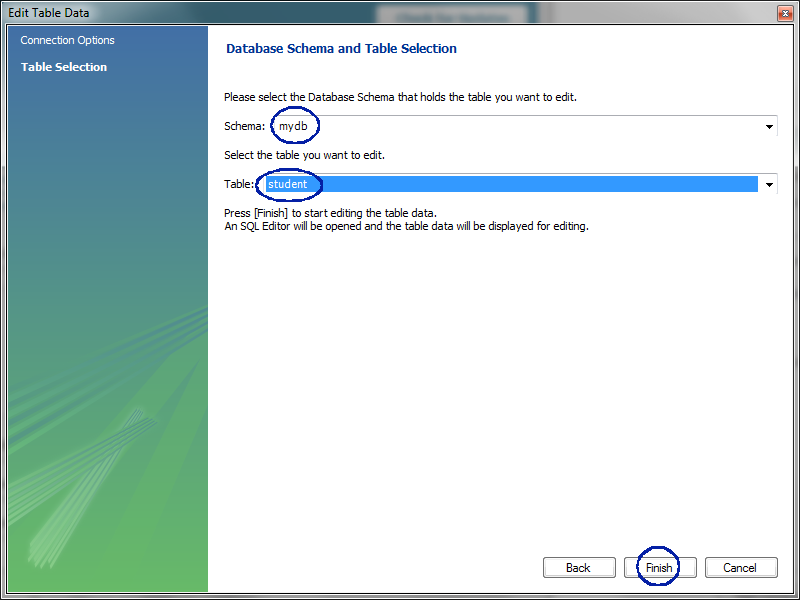 Edit Table Data
Connection Options
Table Selection
Database Schema and Table Selection
Please select the Database Schema that holds the table you want to edit.
Schema: mydb
Select the table you want to edit.
Table: student
Press [Finish] to start editing the table data.
An SQL Editor will be opened and the table data will be displayed for editing.
Back Finish Cancel